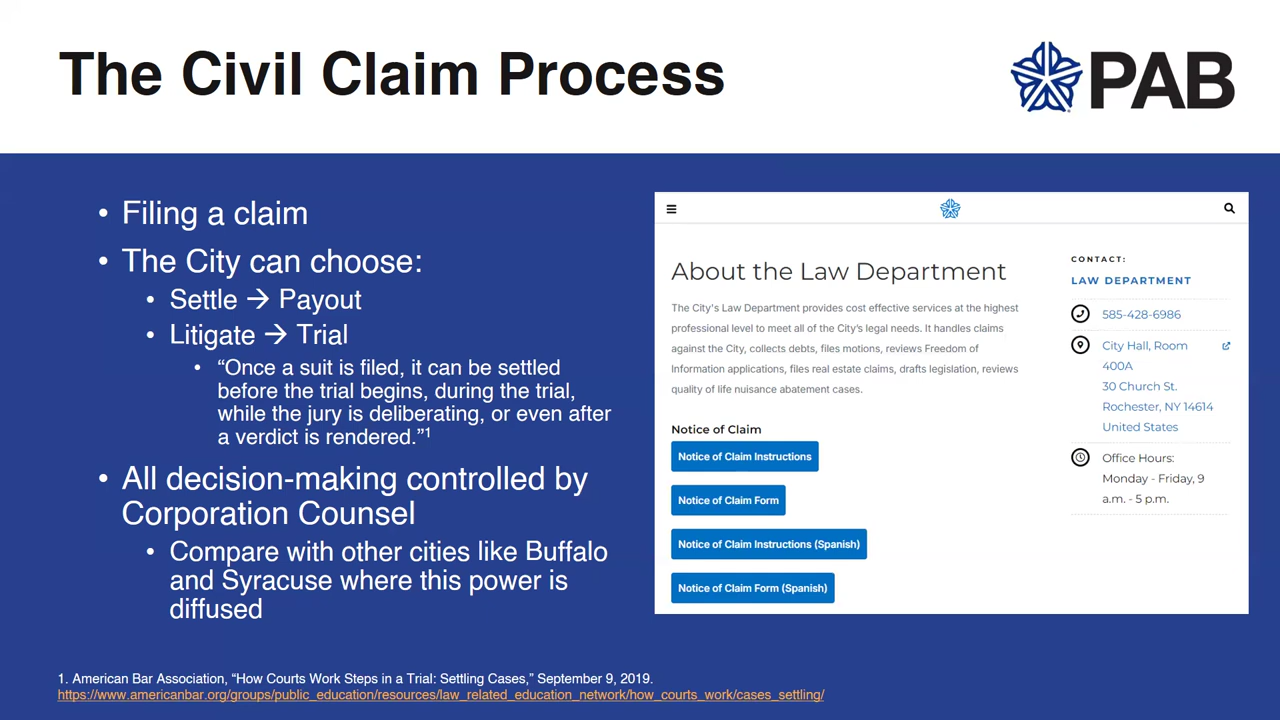 The Civil Claim Process
PAB
• Filing a claim
• The City can choose:
• Settle → Payout
• Litigate → Trial
• “Once a suit is filed, it can be settled
before the trial begins, during the trial,
while the jury is deliberating, or even after
a verdict is rendered.”1
• All decision-making controlled by
Corporation Counsel
• Compare with other cities like Buffalo
and Syracuse where this power is
diffused
About the Law Department
The City's Law Department provides cost effective services at the highest
professional level to meet all of the City’s legal needs. It handles claims
against the City, collects debts, files motions, reviews Freedom of
Information applications, files real estate claims, drafts legislation, reviews
quality of life nuisance abatement cases.
Notice of Claim
Notice of Claim Instructions
Notice of Claim Form
Notice of Claim Instructions (Spanish)
Notice of Claim Form (Spanish)
CONTACT:
LAW DEPARTMENT
585-428-6986
City Hall, Room
400A
30 Church St.
Rochester, NY 14614
United States
Office Hours:
Monday - Friday, 9
a.m. - 5 p.m.
1. American Bar Association, “How Courts Work Steps in a Trial: Settling Cases,” September 9, 2019.
https://www.americanbar.org/groups/public_education/resources/law_related_education_network/how_courts_work/cases_settling/